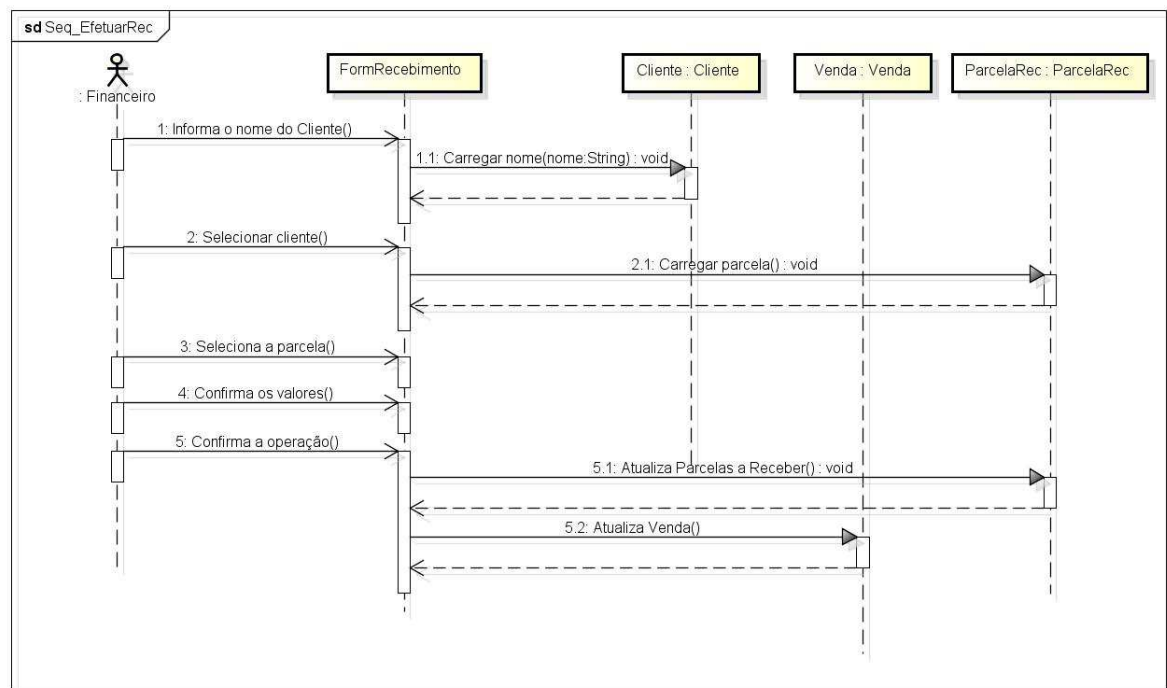 sd Seq_EfetuarRec
: Financeiro
FormRecebimento
Cliente : Cliente
Venda : Venda
ParcelaRec : ParcelaRec
1: Informa o nome do Cliente()
1.1: Carregar nome(nome:String) : void
2: Selecionar cliente()
2.1: Carregar parcela() : void
3: Seleciona a parcela()
4: Confirma os valores()
5: Confirma a operação()
5.1: Atualiza Parcelas a Receber() : void
5.2: Atualiza Venda()